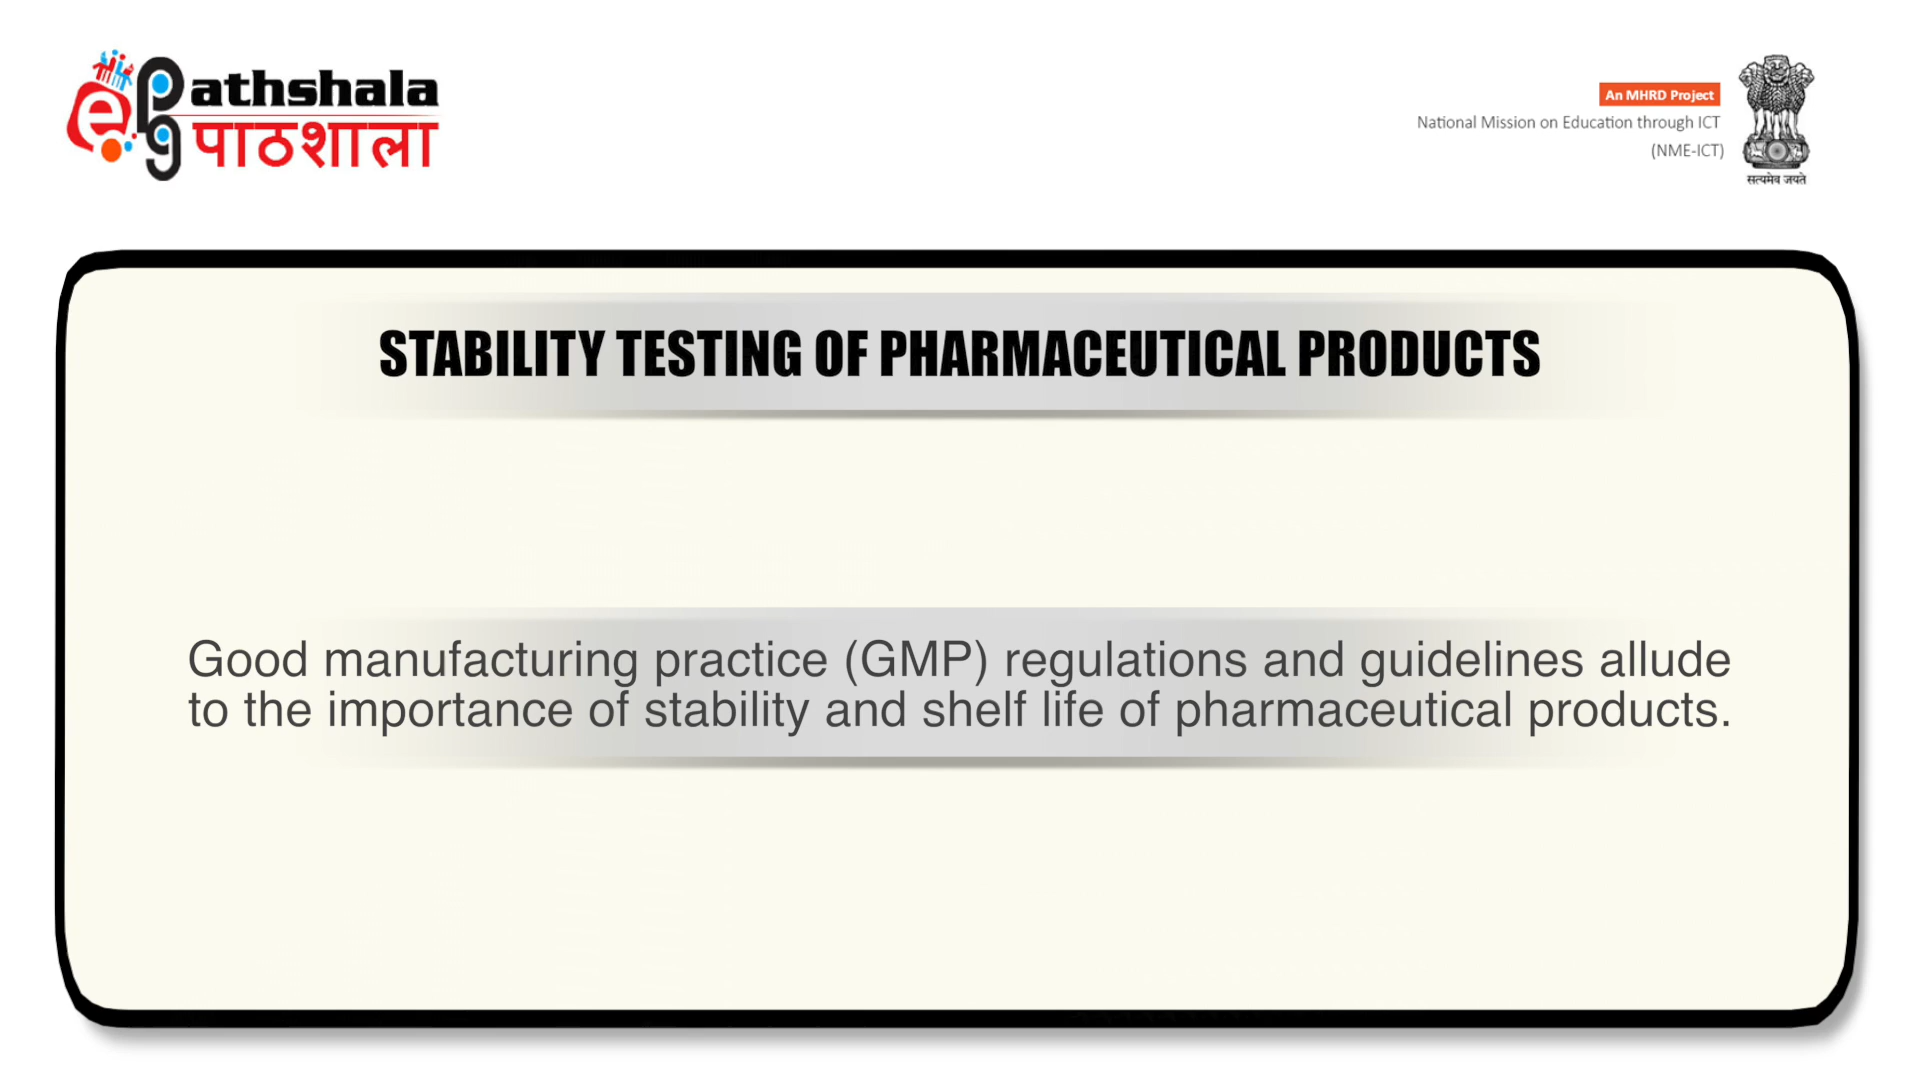 e Pg
athshala
पाठशाला
An MHRD Project
National Mission on Education through ICT
(NME-ICT)
सत्यमेव जयते
STABILITY TESTING OF PHARMACEUTICAL PRODUCTS
Good manufacturing practice (GMP) regulations and guidelines allude
to the importance of stability and shelf life of pharmaceutical products.